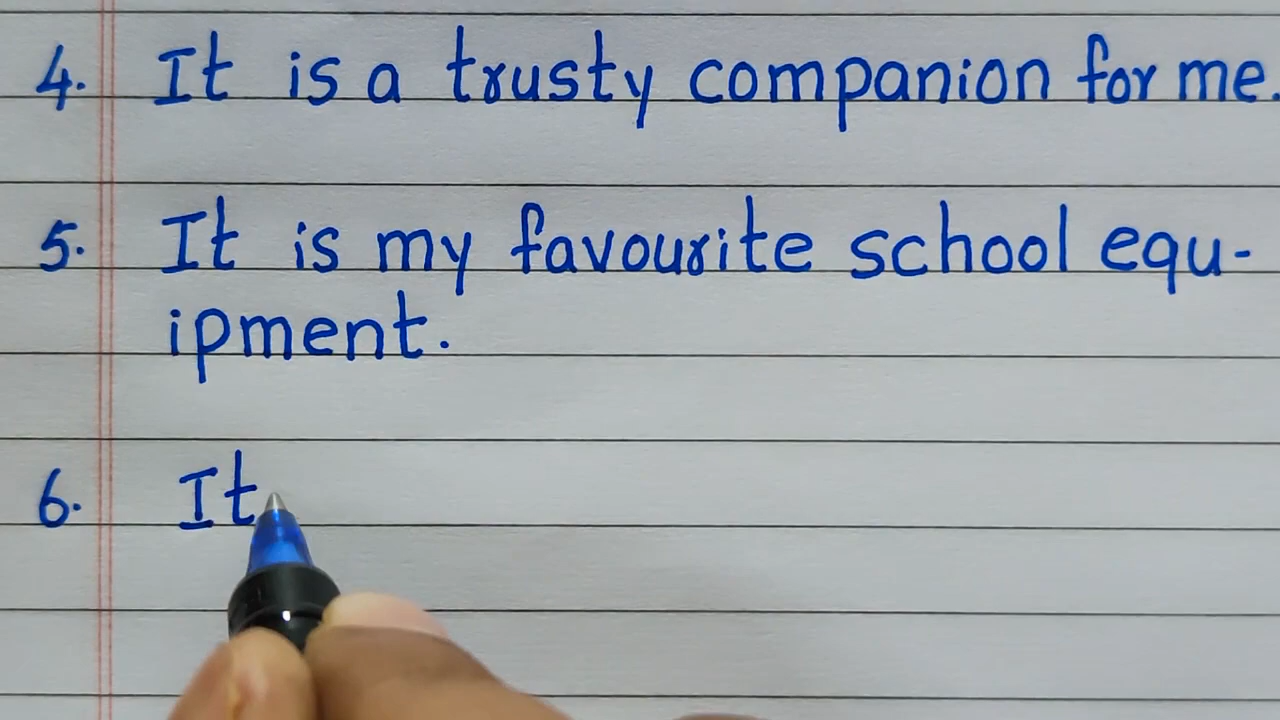 4. It is a trusty companion for me.
5. It is my favourite school equ-
ipment.
6. It